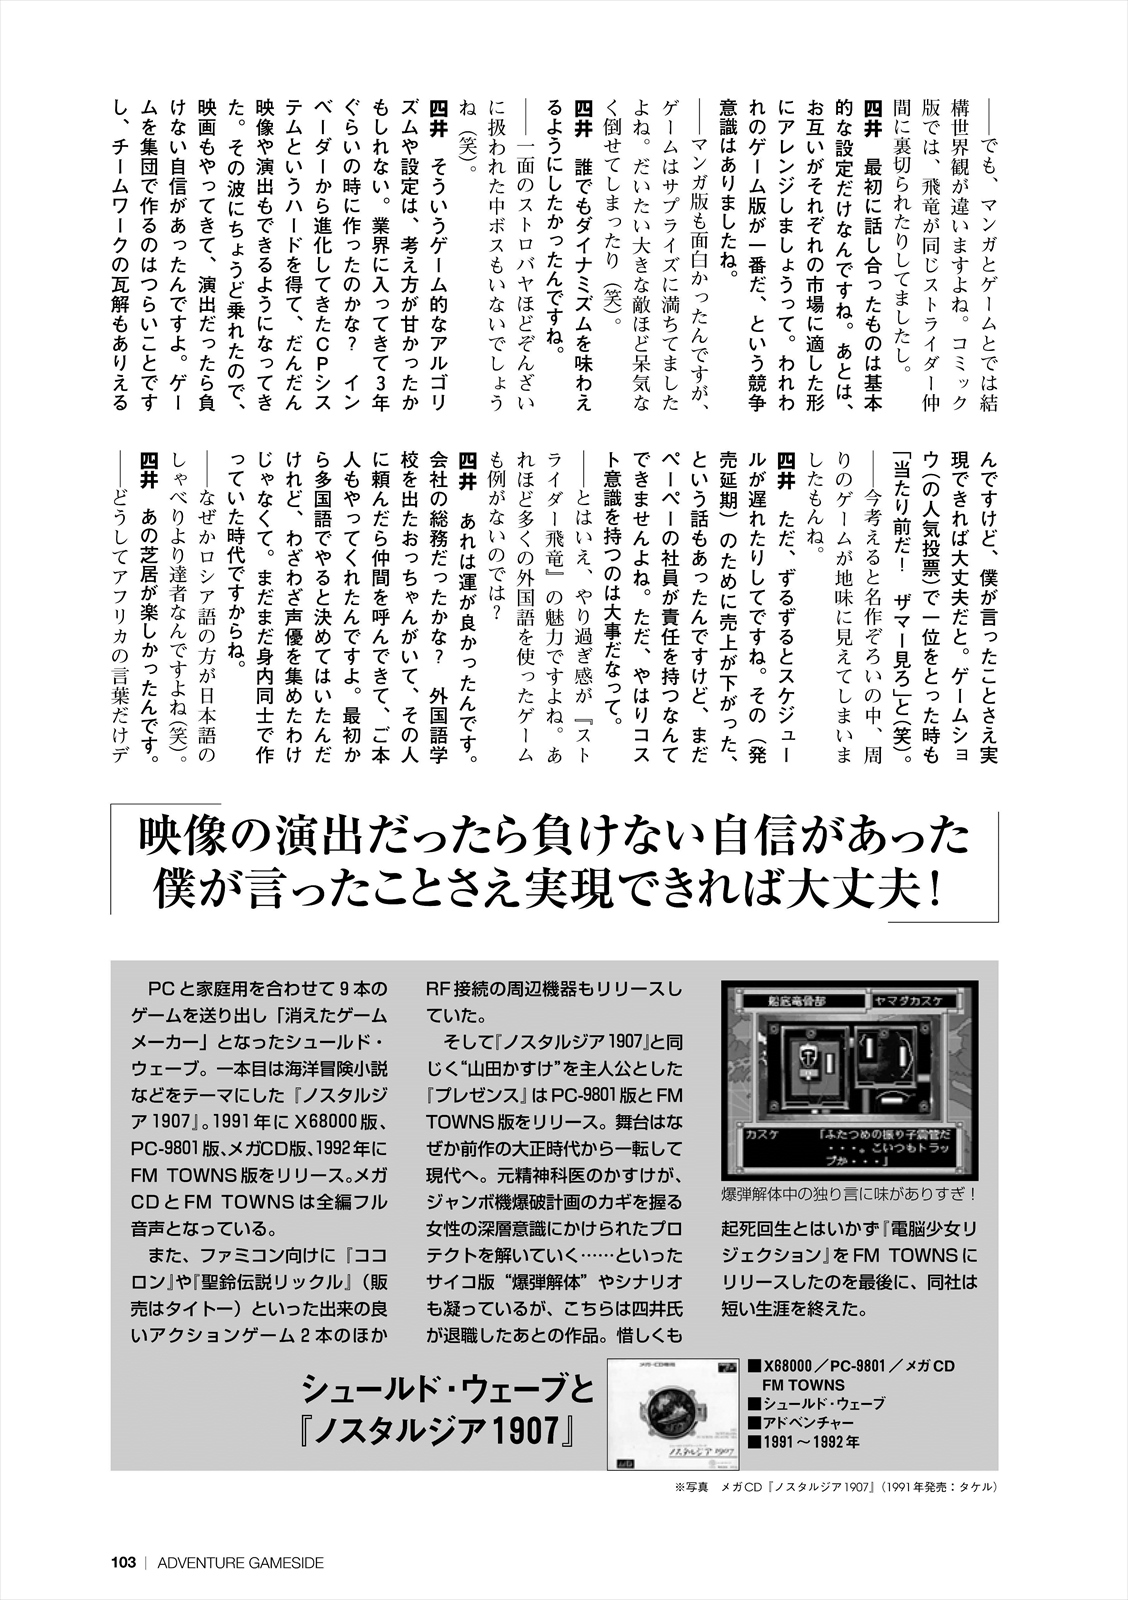 ――でも、マンガとゲームとでは結
構世界観が違いますよね。コミック
版では、飛竜が同じストライダー仲
間に裏切られたりしてましたし。
四井　最初に話し合ったものは基本
的な設定だけなんですね。あとは、
お互いがそれぞれの市場に適した形
にアレンジしましょうって。われわ
れのゲーム版が一番だ、という競争
意識はありましたね。
――マンガ版も面白かったんですが、
ゲームはサプライズに満ちてました
よね。だいたい大きな敵ほど呆気な
く倒せてしまったり（笑）。
四井　誰でもダイナミズムを味わえ
るようにしたかったんですね。
――一面のストロバヤほどぞんざい
に扱われた中ボスもいないでしょう
ね（笑）。
四井　そういうゲーム的なアルゴリ
ズムや設定は、考え方が甘かったか
もしれない。業界に入ってきて3年
ぐらいの時に作ったのかな？　イン
ベーダーから進化してきたＣＰシス
テムというハードを得て、だんだん
映像や演出もできるようになってき
た。その波にちょうど乗れたので、
映画もやってきて、演出だったら負
けない自信があったんですよ。ゲー
ムを集団で作るのはつらいことです
し、チームワークの瓦解もありえる
んですけど、僕が言ったことさえ実
現できれば大丈夫だと。ゲームショ
ウ（の人気投票）で一位をとった時も
「当たり前だ！　ザマー見ろ」と（笑）。
――今考えると名作ぞろいの中、周
りのゲームが地味に見えてしまいま
したもんね。
四井　ただ、ずるずるとスケジュー
ルが遅れたりしてですね。その（発
売延期）のために売上が下がった、
という話もあったんですけど、まだ
ペーペーの社員が責任を持つなんて
できませんよね。ただ、やはりコス
ト意識を持つのは大事だなって。
――とはいえ、やり過ぎ感が『スト
ライダー飛竜』の魅力ですよね。あ
れほど多くの外国語を使ったゲーム
も例がないのでは？
四井　あれは運が良かったんです。
会社の総務だったかな？　外国語学
校を出たおっちゃんがいて、その人
に頼んだら仲間を呼んできて、ご本
人もやってくれたんですよ。最初か
ら多国語でやると決めてはいたんだ
けれど、わざわざ声優を集めたわけ
じゃなくて。まだまだ身内同士で作
っていた時代ですからね。
――なぜかロシア語の方が日本語の
しゃべりより達者なんですよね（笑）。
四井　あの芝居が楽しかったんです。
――どうしてアフリカの言葉だけデ
映像の演出だったら負けない自信があった
僕が言ったことさえ実現できれば大丈夫！
PCと家庭用を合わせて9本の
ゲームを送り出し「消えたゲーム
メーカー」となったシュールド・
ウェーブ。一本目は海洋冒険小説
などをテーマにした『ノスタルジ
ア1907』。1991年にX68000版、
PC-9801版、メガCD版、1992年に
FM TOWNS版をリリース。メガ
CDとFM TOWNSは全編フル
音声となっている。
また、ファミコン向けに『ココ
ロン』や『聖鈴伝説リックル』（販
売はタイトー）といった出来の良
いアクションゲーム2本のほか
RF接続の周辺機器もリリースし
ていた。
そして『ノスタルジア1907』と同
じく“山田かすけ”を主人公とした
『プレゼンス』はPC-9801版とFM
TOWNS版をリリース。舞台はな
ぜか前作の大正時代から一転して
現代へ。元精神科医のかすけが、
ジャンボ機爆破計画のカギを握る
女性の深層意識にかけられたプロ
テクトを解いていく……といった
サイコ版“爆弾解体”やシナリオ
も凝っているが、こちらは四井氏
が退職したあとの作品。惜しくも
船底竜骨部
ヤマダカスケ
カスケ　「ふたつめの振り子震管だ
・・・。こいつもトラッ
プか・・・」
爆弾解体中の独り言に味がありすぎ！
起死回生とはいかず『電脳少女リ
ジェクション』をFM TOWNSに
リリースしたのを最後に、同社は
短い生涯を終えた。
シュールド・ウェーブと
『ノスタルジア1907』
ノスタルジア1907
■X68000／PC-9801／メガCD
FM TOWNS
■シュールド・ウェーブ
■アドベンチャー
■1991～1992年
※写真　メガCD『ノスタルジア1907』（1991年発売：タケル）
103 | ADVENTURE GAMESIDE